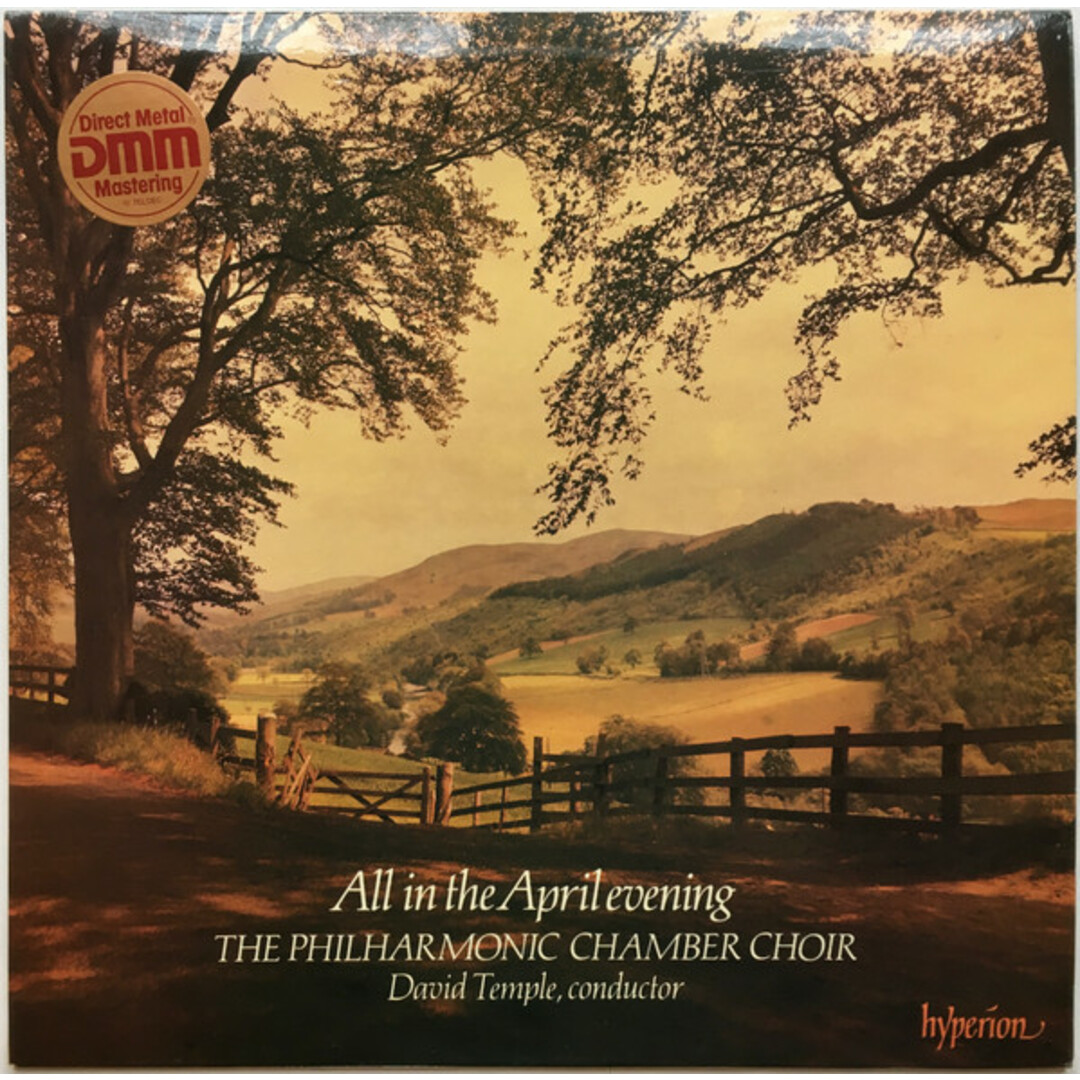 Direct Metal
DMM
Mastering
All in the April evening
THE PHILHARMONIC CHAMBER CHOIR
David Temple, conductor
hyperion